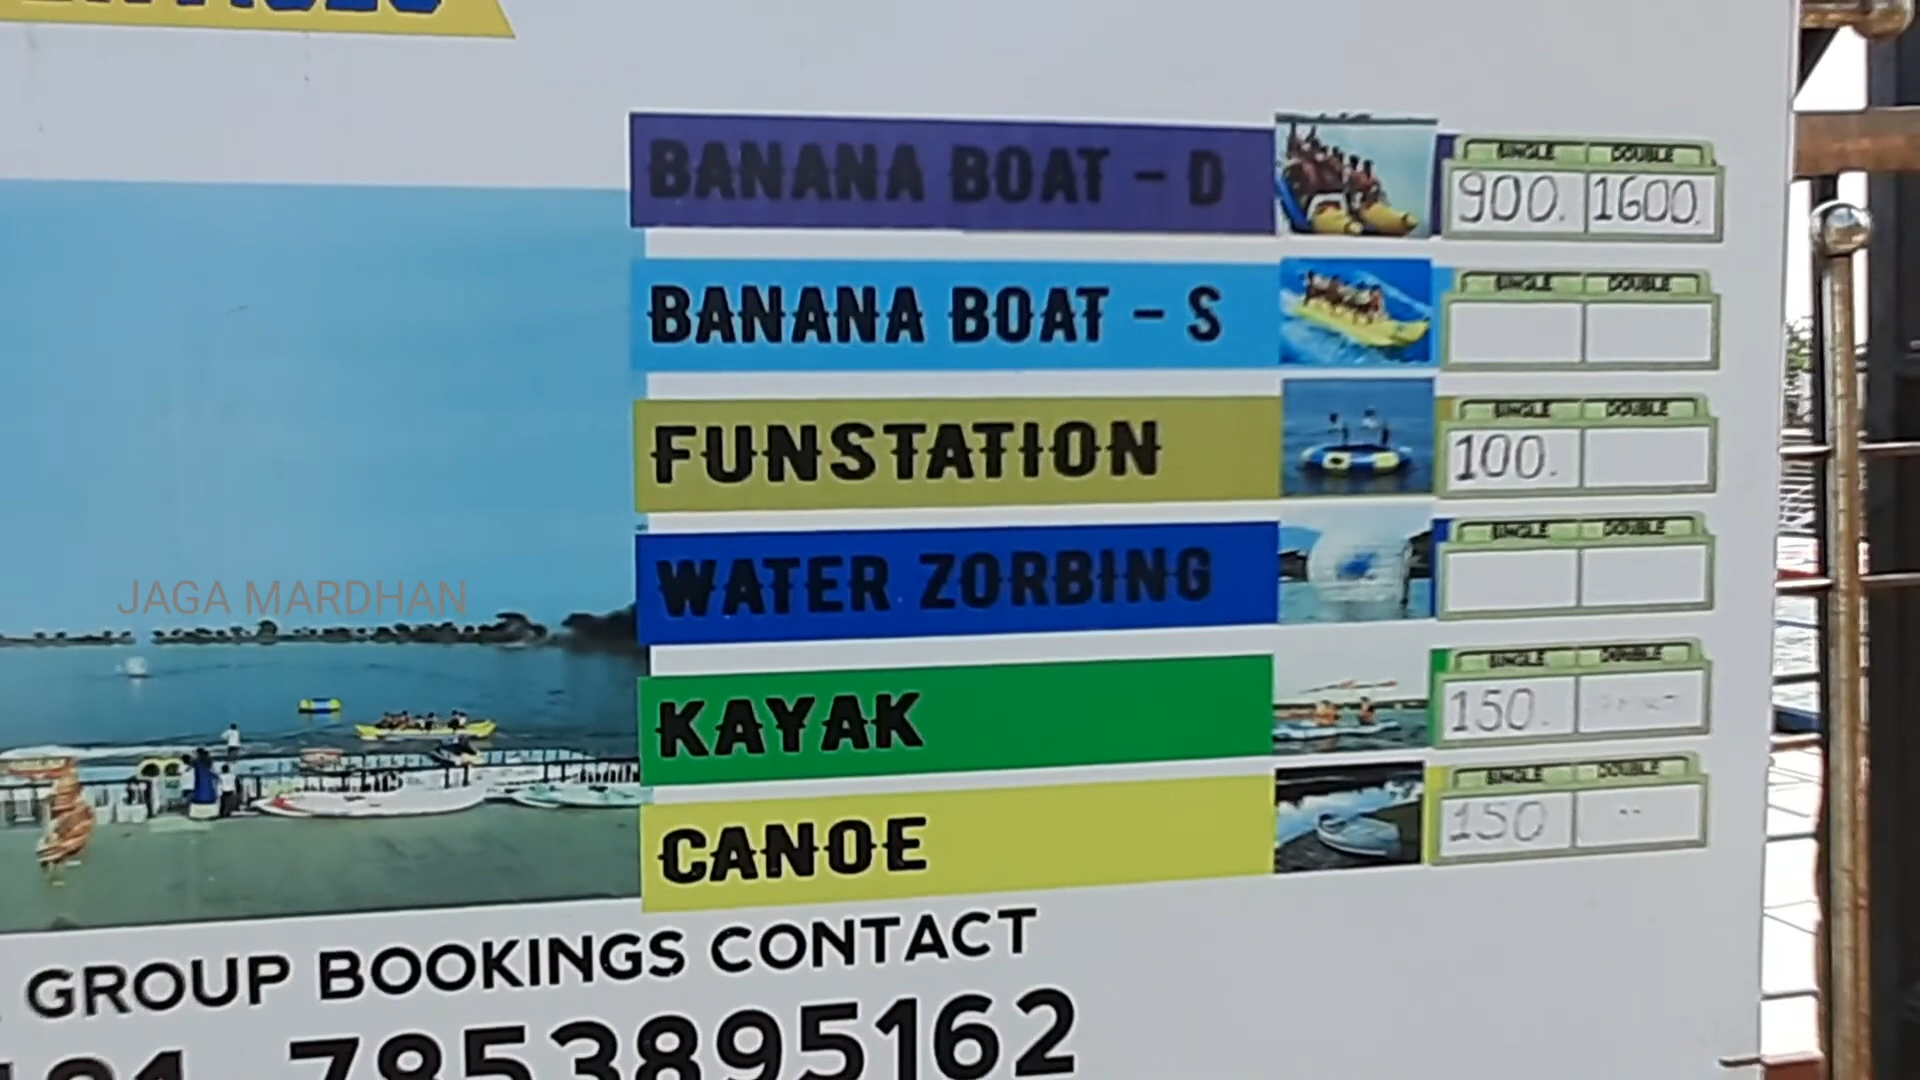 BANANA BOAT - D
SINGLE DOUBLE
900. 1600.
BANANA BOAT - S
SINGLE DOUBLE
FUNSTATION
SINGLE DOUBLE
100.
WATER ZORBING
SINGLE DOUBLE
KAYAK
SINGLE DOUBLE
150.
CANOE
SINGLE DOUBLE
150 --
JAGA MARDHAN
GROUP BOOKINGS CONTACT
7853895162